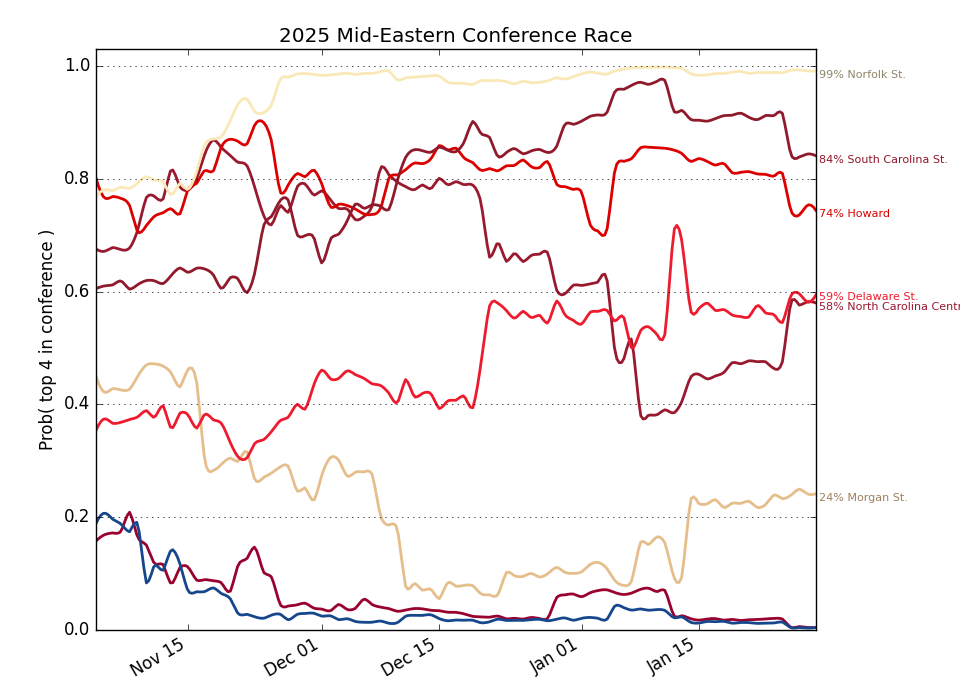 2025 Mid-Eastern Conference Race
Prob( top 4 in conference )
1.0
0.8
0.6
0.4
0.2
0.0
Nov 15
Dec 01
Dec 15
Jan 01
Jan 15
99% Norfolk St.
84% South Carolina St.
74% Howard
59% Delaware St.
58% North Carolina Centr
24% Morgan St.